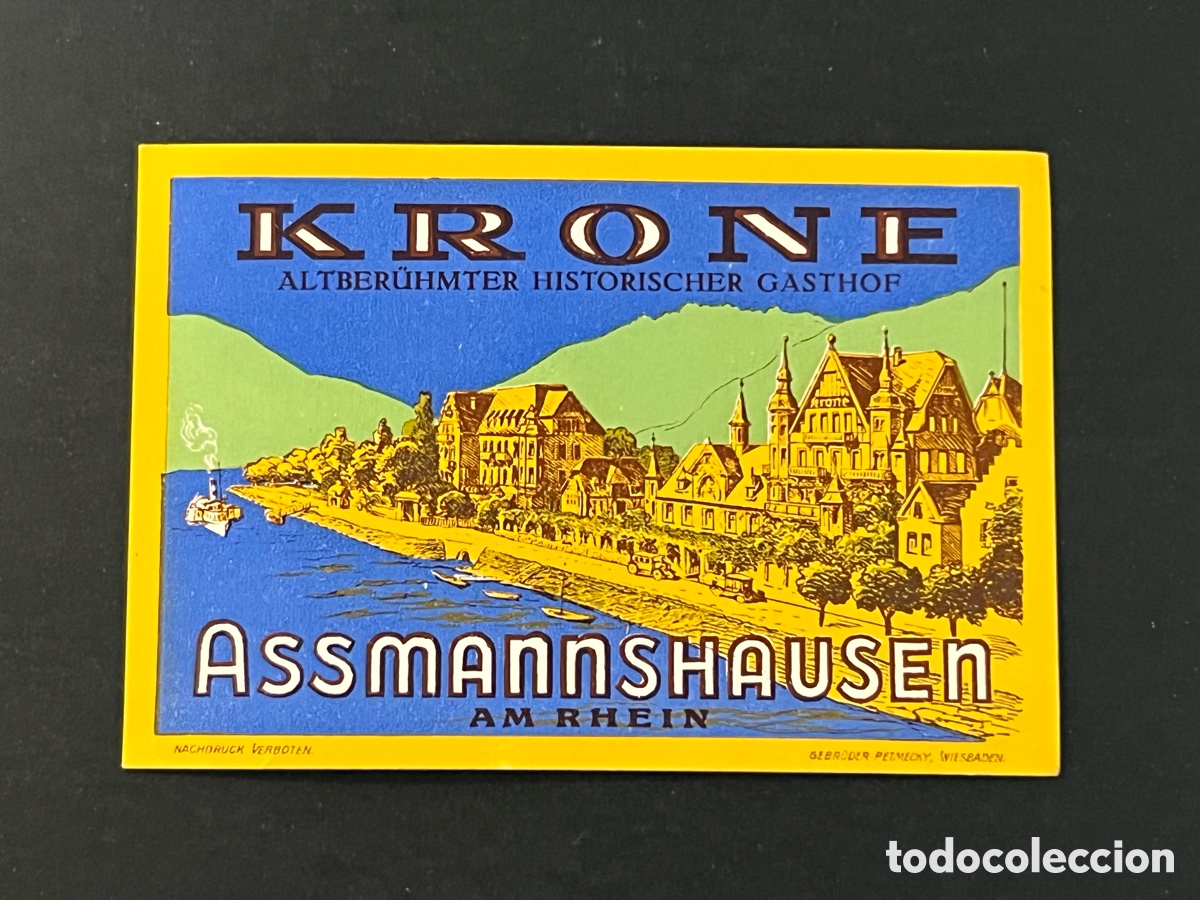 KRONE
ALTBERÜHMTER HISTORISCHER GASTHOF
Krone
ASSMANNSHAUSEN
AM RHEIN
NACHDRUCK VERBOTEN.
GEBRÜDER PETMECKY, WIESBADEN.
todocoleccion